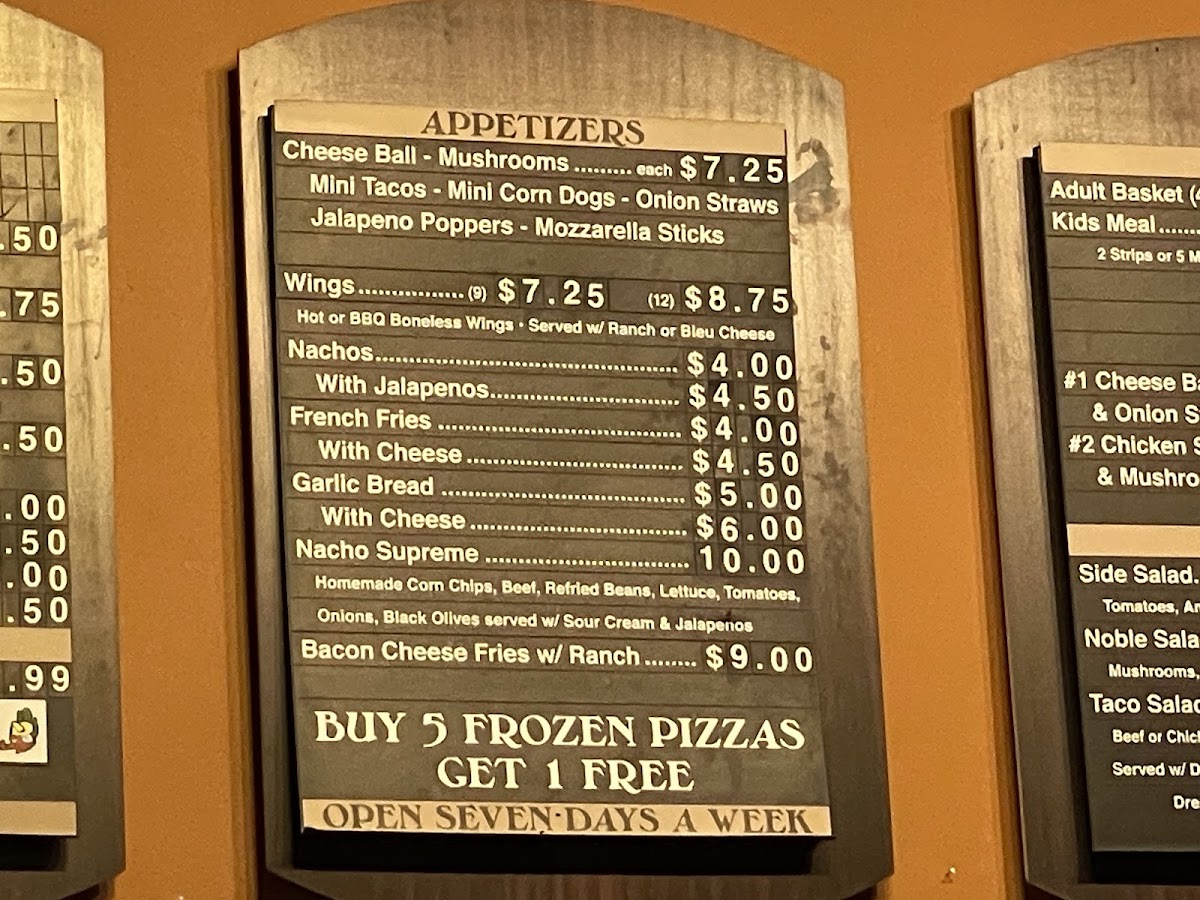 .50
.75
.50
.50
.00
.50
.00
.50
.99
APPETIZERS
Cheese Ball - Mushrooms ......... each $7.25
Mini Tacos - Mini Corn Dogs - Onion Straws
Jalapeno Poppers - Mozzarella Sticks
Wings ................ (9) $7.25 (12) $8.75
Hot or BBQ Boneless Wings • Served w/ Ranch or Bleu Cheese
Nachos ............................................. $4.00
With Jalapenos ............................ $4.50
French Fries ..................................... $4.00
With Cheese ................................ $4.50
Garlic Bread .................................... $5.00
With Cheese ................................ $6.00
Nacho Supreme .............................. 10.00
Homemade Corn Chips, Beef, Refried Beans, Lettuce, Tomatoes,
Onions, Black Olives served w/ Sour Cream & Jalapenos
Bacon Cheese Fries w/ Ranch ........ $9.00
BUY 5 FROZEN PIZZAS
GET 1 FREE
OPEN SEVEN·DAYS A WEEK
Adult Basket (
Kids Meal .......
2 Strips or 5
#1 Cheese
& Onion
#2 Chicken
&
Side Salad.
Tomatoes,
Noble
Mushrooms,
Taco
Beef or
Served w/